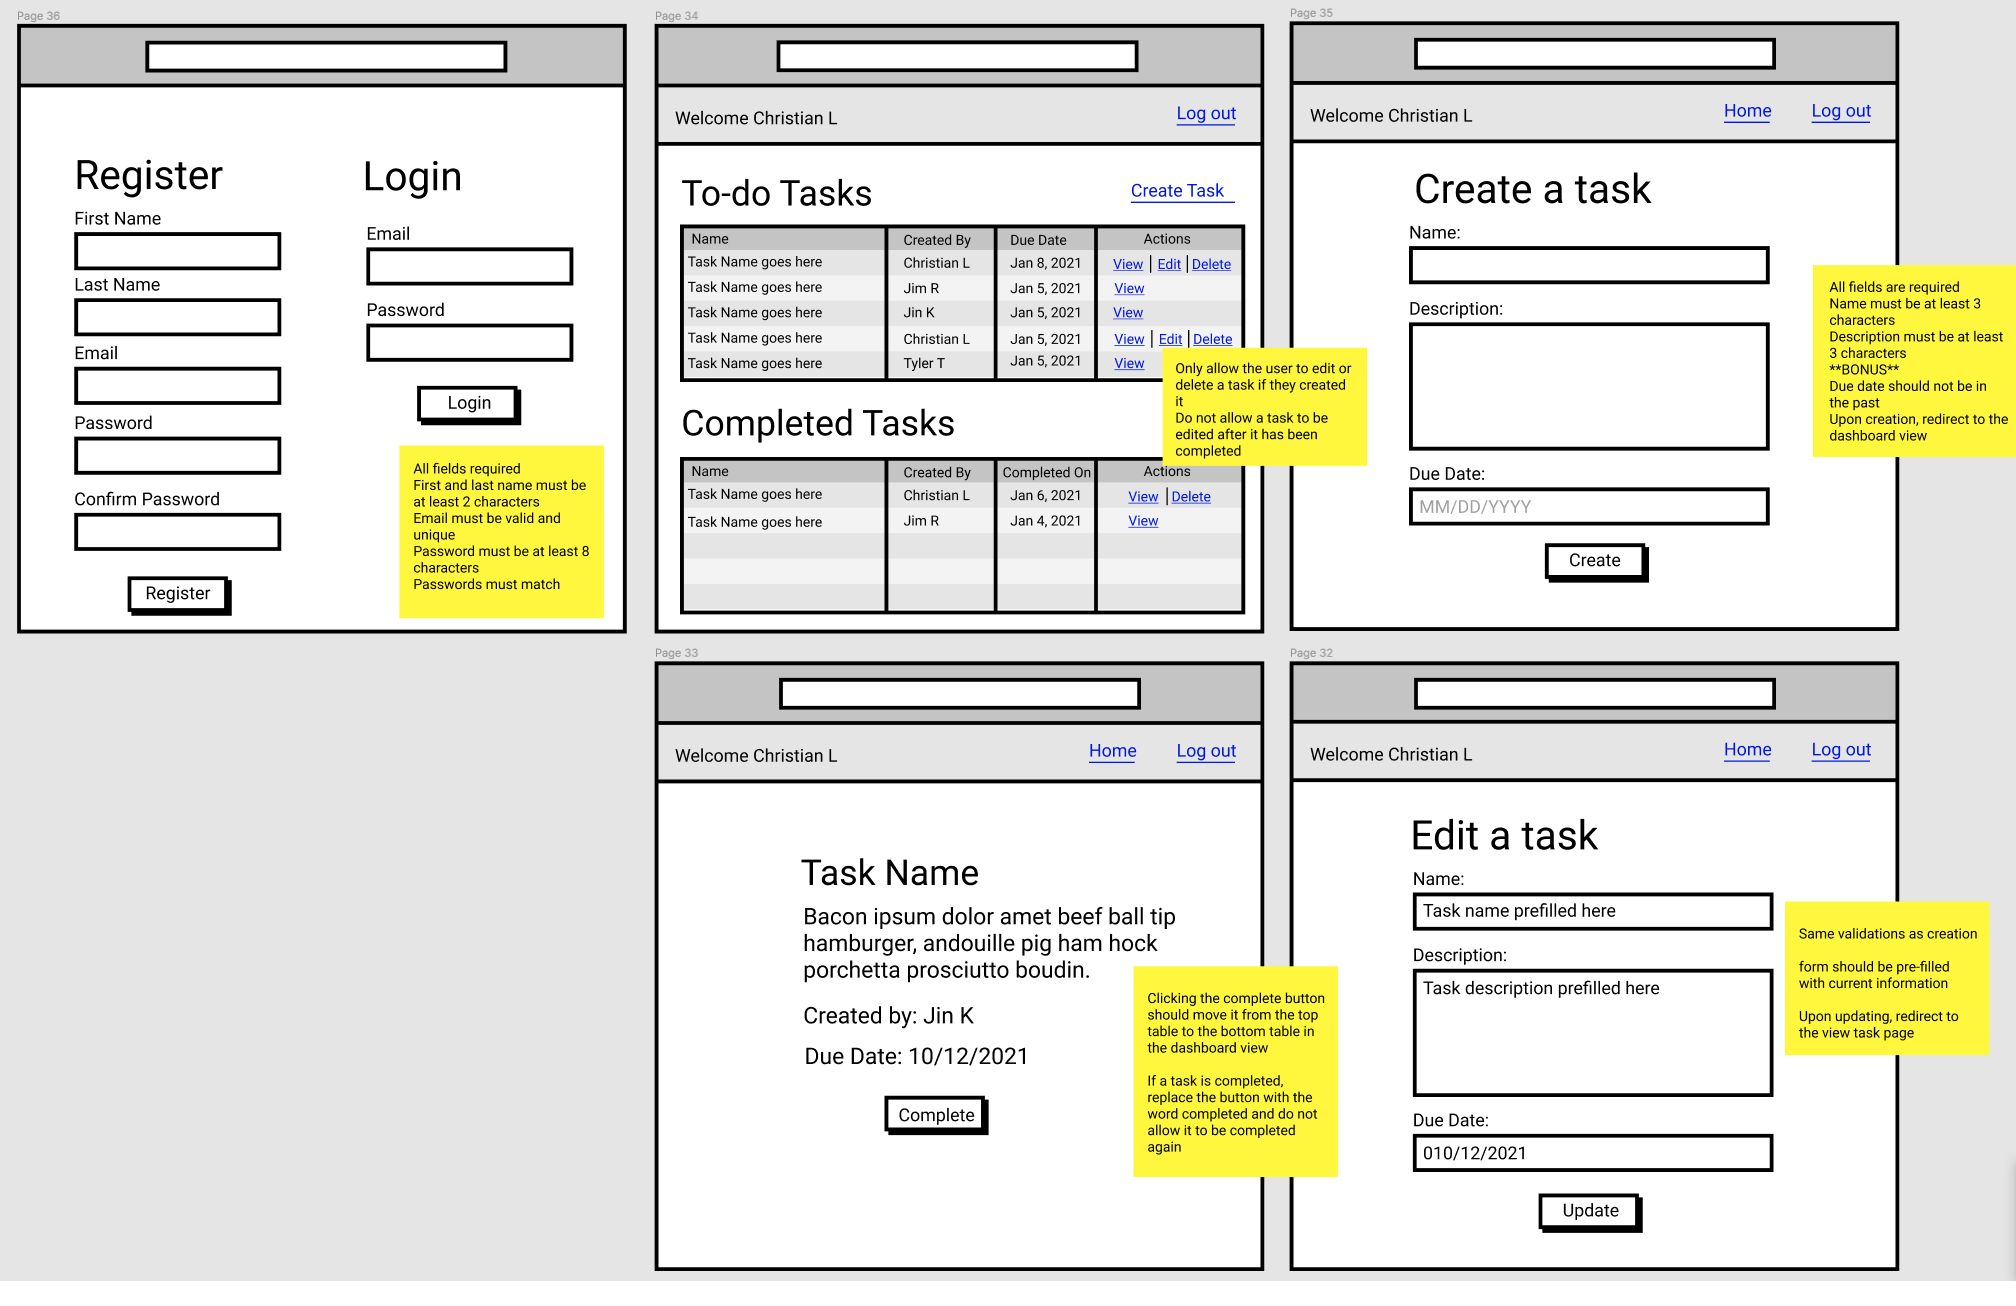 Page 36
Register
First Name
Last Name
Email
Password
Confirm Password
Register
Login
Email
Password
Login
All fields required
First and last name must be
at least 2 characters
Email must be valid and
unique
Password must be at least 8
characters
Passwords must match
Page 34
Welcome Christian L
Log out
To-do Tasks
Create Task
Name Created By Due Date Actions
Task Name goes here Christian L Jan 8, 2021 View | Edit | Delete
Task Name goes here Jim R Jan 5, 2021 View
Task Name goes here Jin K Jan 5, 2021 View
Task Name goes here Christian L Jan 5, 2021 View | Edit | Delete
Task Name goes here Tyler T Jan 5, 2021 View
Only allow the user to edit or
delete a task if they created
it
Do not allow a task to be
edited after it has been
completed
Completed Tasks
Name Created By Completed On Actions
Task Name goes here Christian L Jan 6, 2021 View | Delete
Task Name goes here Jim R Jan 4, 2021 View
Page 35
Welcome Christian L
Home
Log out
Create a task
Name:
Description:
Due Date:
MM/DD/YYYY
Create
All fields are required
Name must be at least 3
characters
Description must be at least
3 characters
**BONUS**
Due date should not be in
the past
Upon creation, redirect to the
dashboard view
Page 33
Welcome Christian L
Home
Log out
Task Name
Bacon ipsum dolor amet beef ball tip
hamburger, andouille pig ham hock
porchetta prosciutto boudin.
Created by: Jin K
Due Date: 10/12/2021
Complete
Clicking the complete button
should move it from the top
table to the bottom table in
the dashboard view
If a task is completed,
replace the button with the
word completed and do not
allow it to be completed
again
Page 32
Welcome Christian L
Home
Log out
Edit a task
Name:
Task name prefilled here
Description:
Task description prefilled here
Due Date:
010/12/2021
Update
Same validations as creation
form should be pre-filled
with current information
Upon updating, redirect to
the view task page